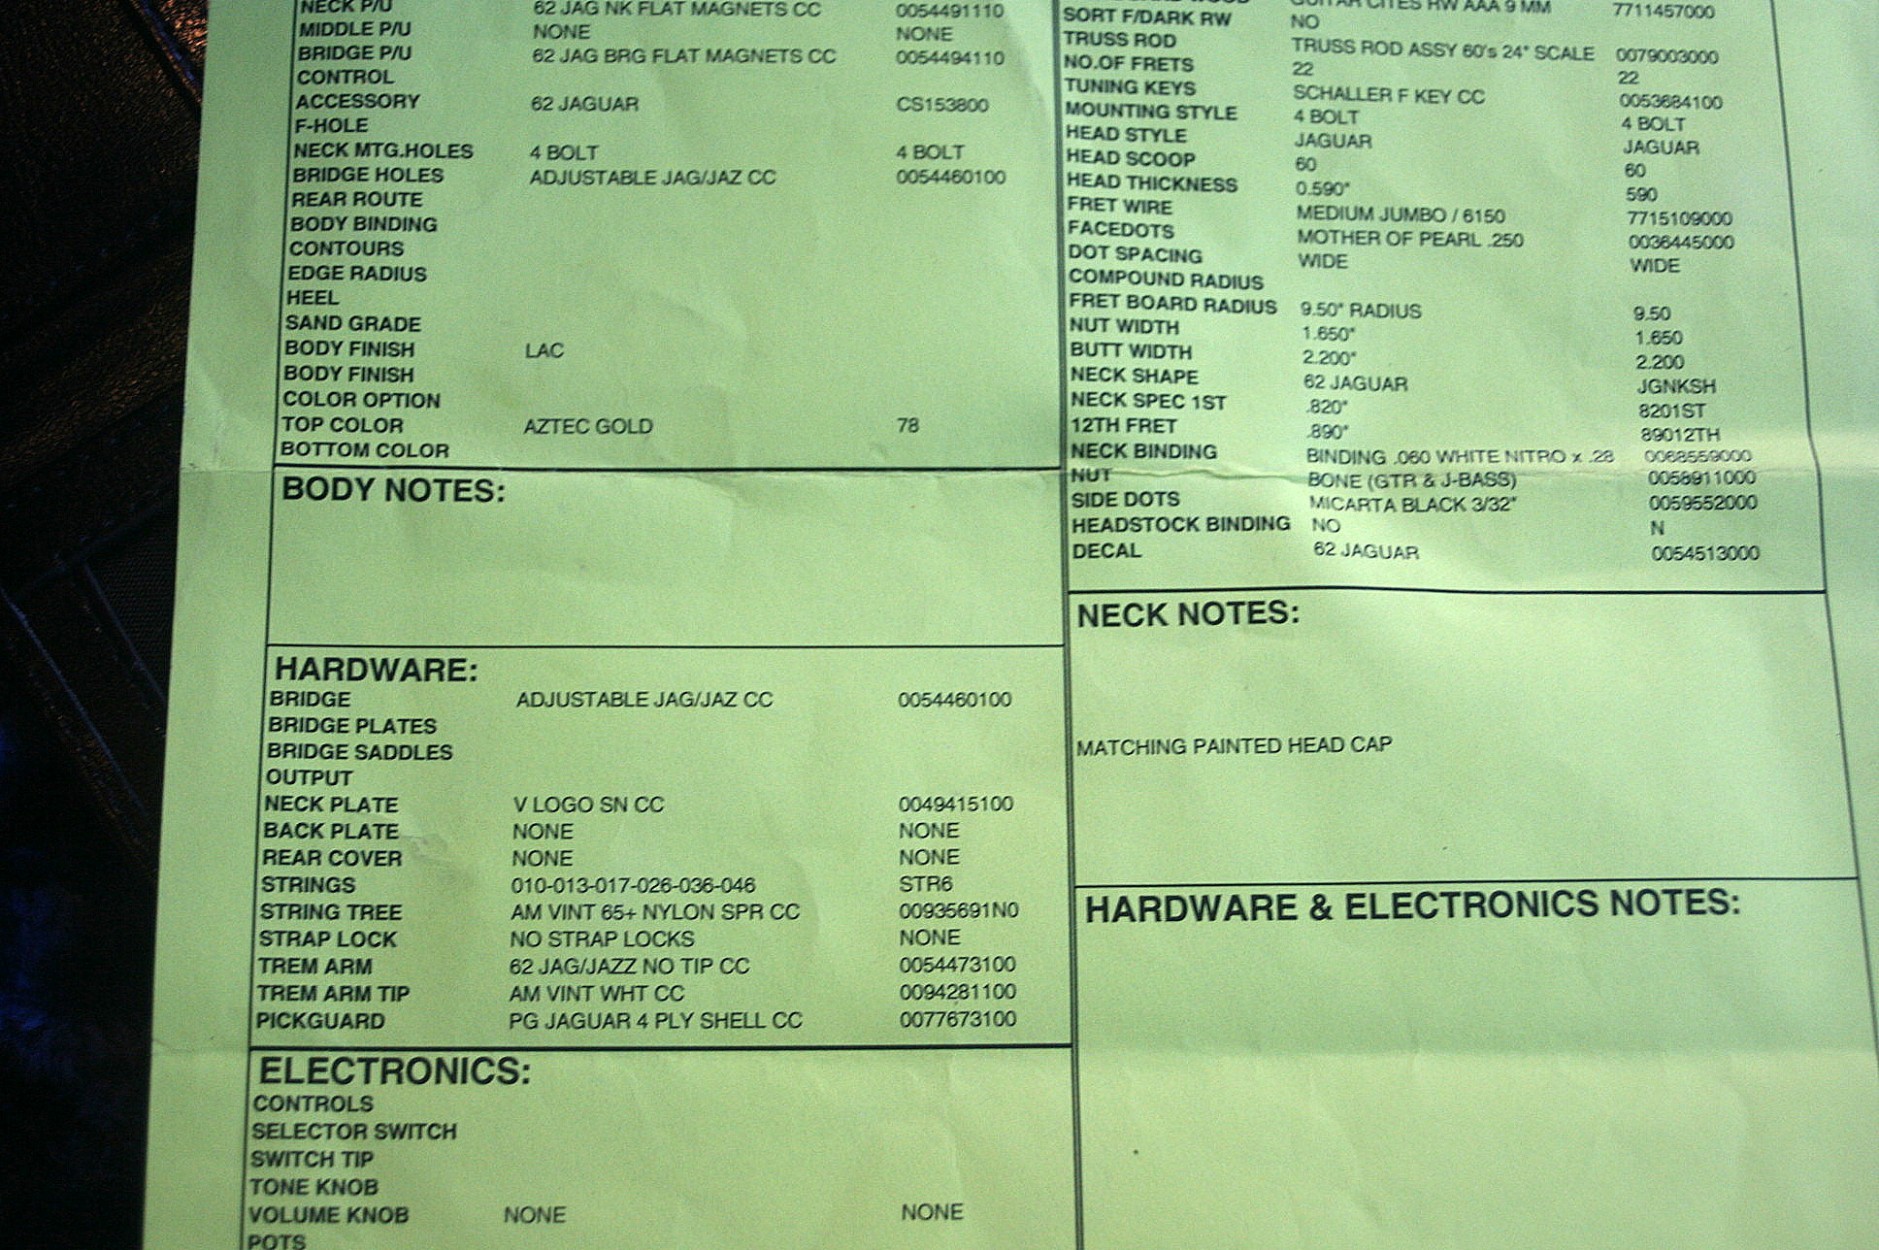 NECK P/U 62 JAG NK FLAT MAGNETS CC 0054491110
MIDDLE P/U NONE NONE
BRIDGE P/U 62 JAG BRG FLAT MAGNETS CC 0054494110
CONTROL
ACCESSORY 62 JAGUAR CS153800
F-HOLE
NECK MTG.HOLES 4 BOLT 4 BOLT
BRIDGE HOLES ADJUSTABLE JAG/JAZ CC 0054460100
REAR ROUTE
BODY BINDING
CONTOURS
EDGE RADIUS
HEEL
SAND GRADE
BODY FINISH LAC
BODY FINISH
COLOR OPTION
TOP COLOR AZTEC GOLD 78
BOTTOM COLOR
BODY NOTES:
HARDWARE:
BRIDGE ADJUSTABLE JAG/JAZ CC 0054460100
BRIDGE PLATES
BRIDGE SADDLES
OUTPUT
NECK PLATE V LOGO SN CC 0049415100
BACK PLATE NONE NONE
REAR COVER NONE NONE
STRINGS 010-013-017-026-036-046 STR6
STRING TREE AM VINT 65+ NYLON SPR CC 00935691N0
STRAP LOCK NO STRAP LOCKS NONE
TREM ARM 62 JAG/JAZZ NO TIP CC 0054473100
TREM ARM TIP AM VINT WHT CC 0094281100
PICKGUARD PG JAGUAR 4 PLY SHELL CC 0077673100
ELECTRONICS:
CONTROLS
SELECTOR SWITCH
SWITCH TIP
TONE KNOB
VOLUME KNOB NONE NONE
POTS
GUITAR CITES RW AAA 9 MM 7711457000
SORT F/DARK RW NO
TRUSS ROD TRUSS ROD ASSY 60's 24" SCALE 0079003000
NO.OF FRETS 22 22
TUNING KEYS SCHALLER F KEY CC 0053684100
MOUNTING STYLE 4 BOLT 4 BOLT
HEAD STYLE JAGUAR JAGUAR
HEAD SCOOP 60 60
HEAD THICKNESS 0.590" 590
FRET WIRE MEDIUM JUMBO / 6150 7715109000
FACEDOTS MOTHER OF PEARL .250 0036445000
DOT SPACING WIDE WIDE
COMPOUND RADIUS
FRET BOARD RADIUS 9.50" RADIUS 9.50
NUT WIDTH 1.650" 1.650
BUTT WIDTH 2.200" 2.200
NECK SHAPE 62 JAGUAR JGNKSH
NECK SPEC 1ST .820" 8201ST
12TH FRET .890" 89012TH
NECK BINDING BINDING .060 WHITE NITRO x .28 0068559000
NUT BONE (GTR & J-BASS) 0058911000
SIDE DOTS MICARTA BLACK 3/32" 0059552000
HEADSTOCK BINDING NO N
DECAL 62 JAGUAR 0054513000
NECK NOTES:
MATCHING PAINTED HEAD CAP
HARDWARE & ELECTRONICS NOTES: